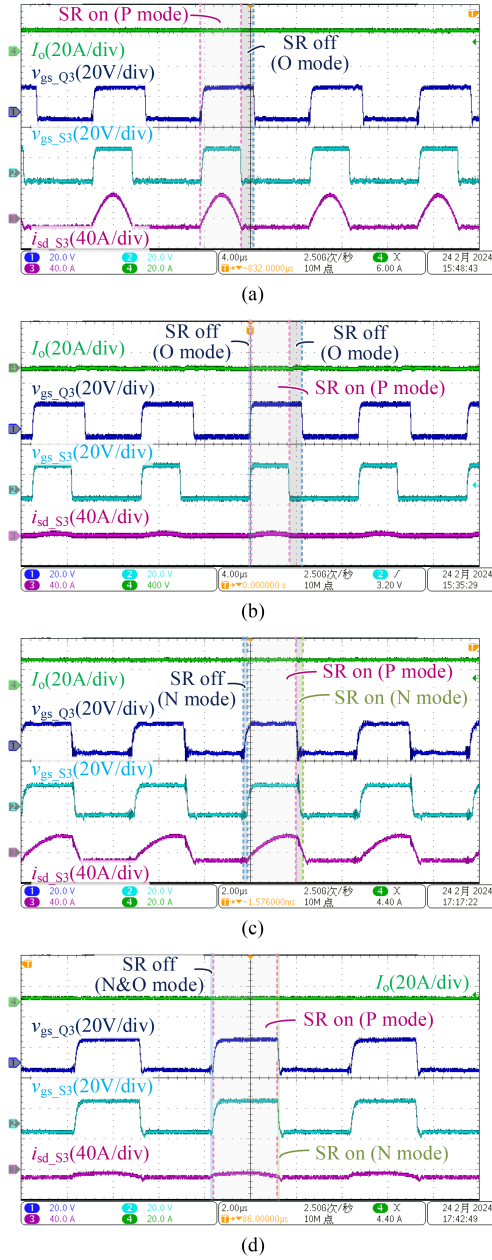 SR on (P mode)
Io(20A/div)
SR off
(O mode)
vgs_Q3(20V/div)
vgs_S3(20V/div)
isd_S3(40A/div)
1 20.0 V 2 20.0 V 4.00µs 2.50G次/秒 4 X 24 2月 2024
3 40.0 A 4 20.0 A T→▼-832.0000µs 10M 点 6.00 A 15:48:43
(a)
SR off
(O mode)
SR off
(O mode)
Io(20A/div)
vgs_Q3(20V/div)
SR on (P mode)
vgs_S3(20V/div)
isd_S3(40A/div)
1 20.0 V 2 20.0 V 4.00µs 2.50G次/秒 2 24 2月 2024
3 40.0 A 4 400 V T→▼0.000000 s 10M 点 3.20 V 15:35:29
(b)
SR off
(N mode)
SR on (P mode)
SR on (N mode)
Io(20A/div)
vgs_Q3(20V/div)
vgs_S3(20V/div)
isd_S3(40A/div)
1 20.0 V 2 20.0 V 2.00µs 2.50G次/秒 4 X 24 2月 2024
3 40.0 A 4 20.0 A T→▼-1.576000ms 10M 点 4.40 A 17:17:22
(c)
SR off
(N&O mode)
Io(20A/div)
vgs_Q3(20V/div)
SR on (P mode)
vgs_S3(20V/div)
isd_S3(40A/div)
SR on (N mode)
1 20.0 V 2 20.0 V 2.00µs 2.50G次/秒 4 X 24 2月 2024
3 40.0 A 4 20.0 A 10M 点 4.40 A 17:42:49
(d)